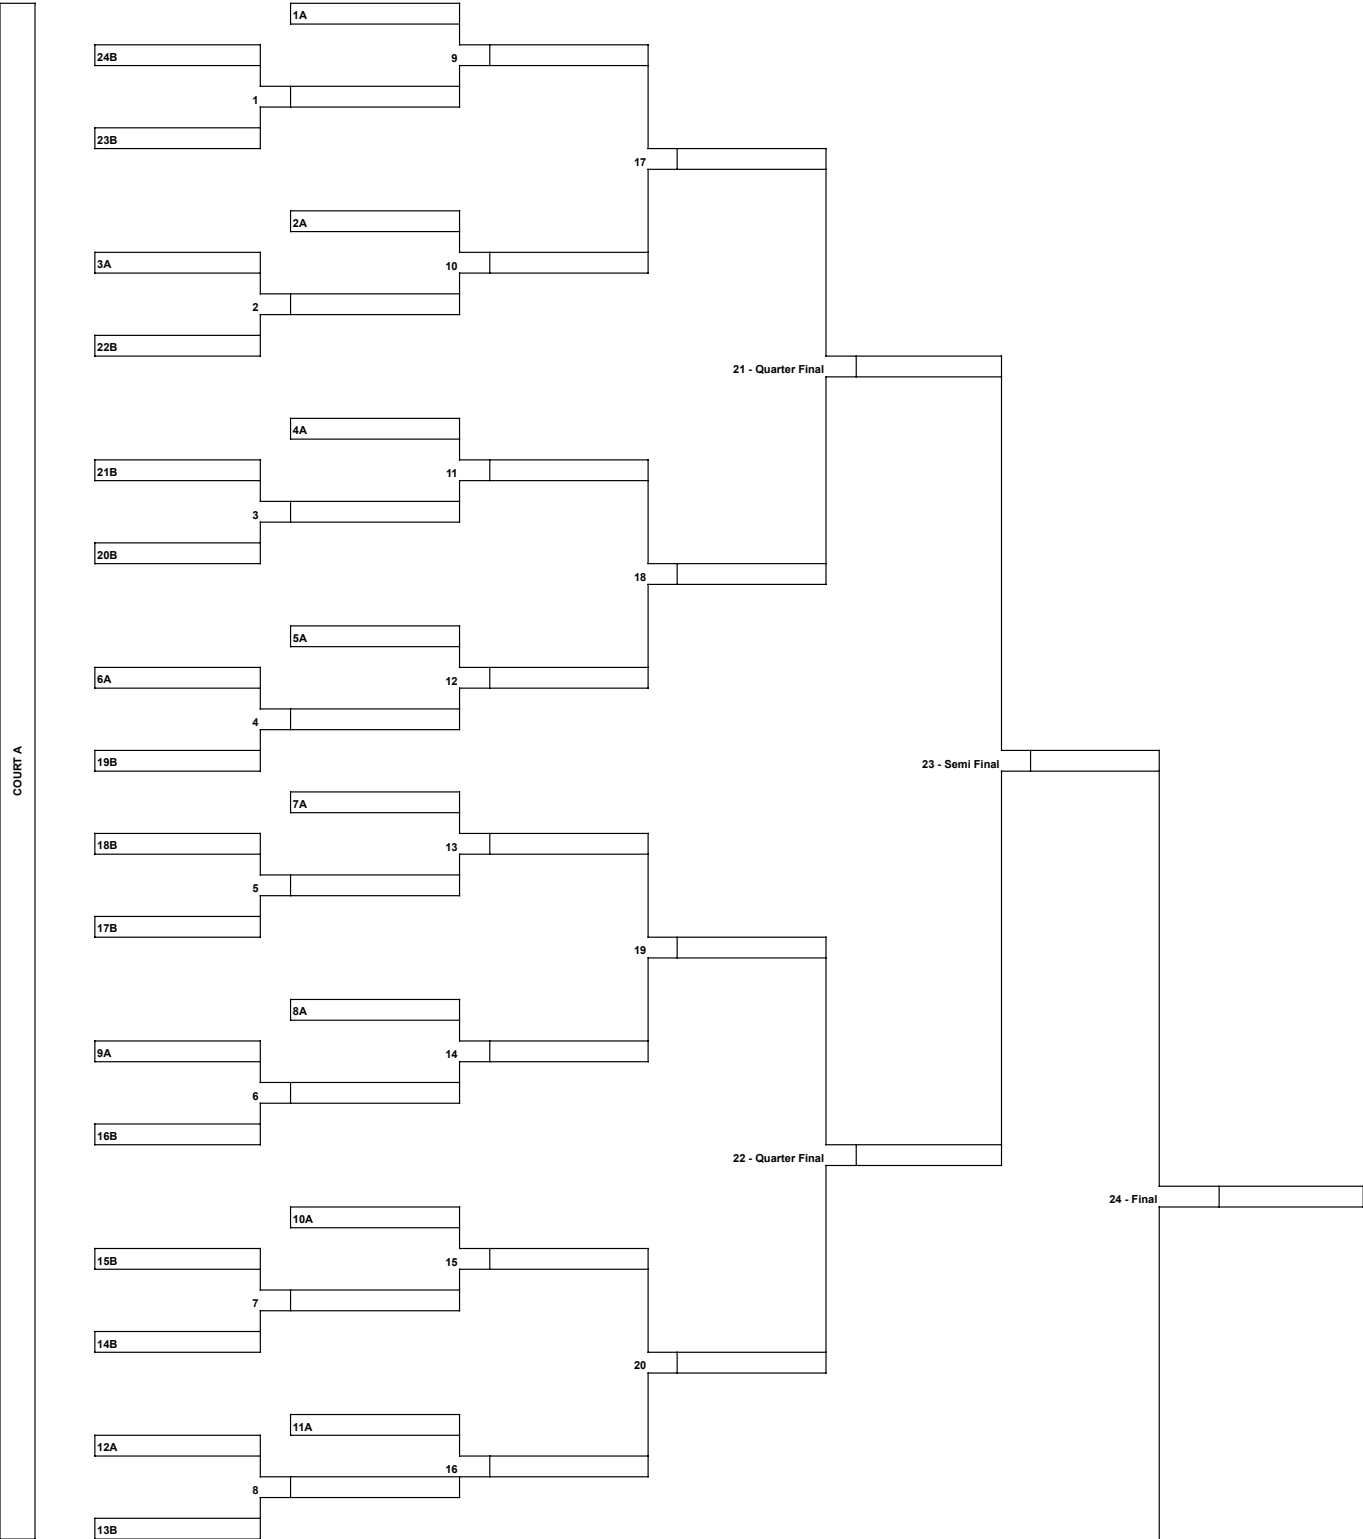 1A
24B
9
1
23B
17
2A
3A
10
2
22B
21 - Quarter Final
4A
21B
11
3
20B
18
5A
6A
12
4
19B
COURT A
23 - Semi Final
7A
18B
13
5
17B
19
8A
9A
14
6
16B
22 - Quarter Final
24 - Final
10A
15B
15
7
14B
20
11A
12A
16
8
13B